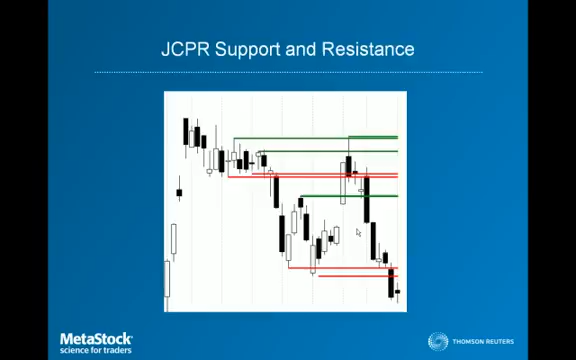 JCPR Support and Resistance
MetaStock
science for traders
THOMSON REUTERS